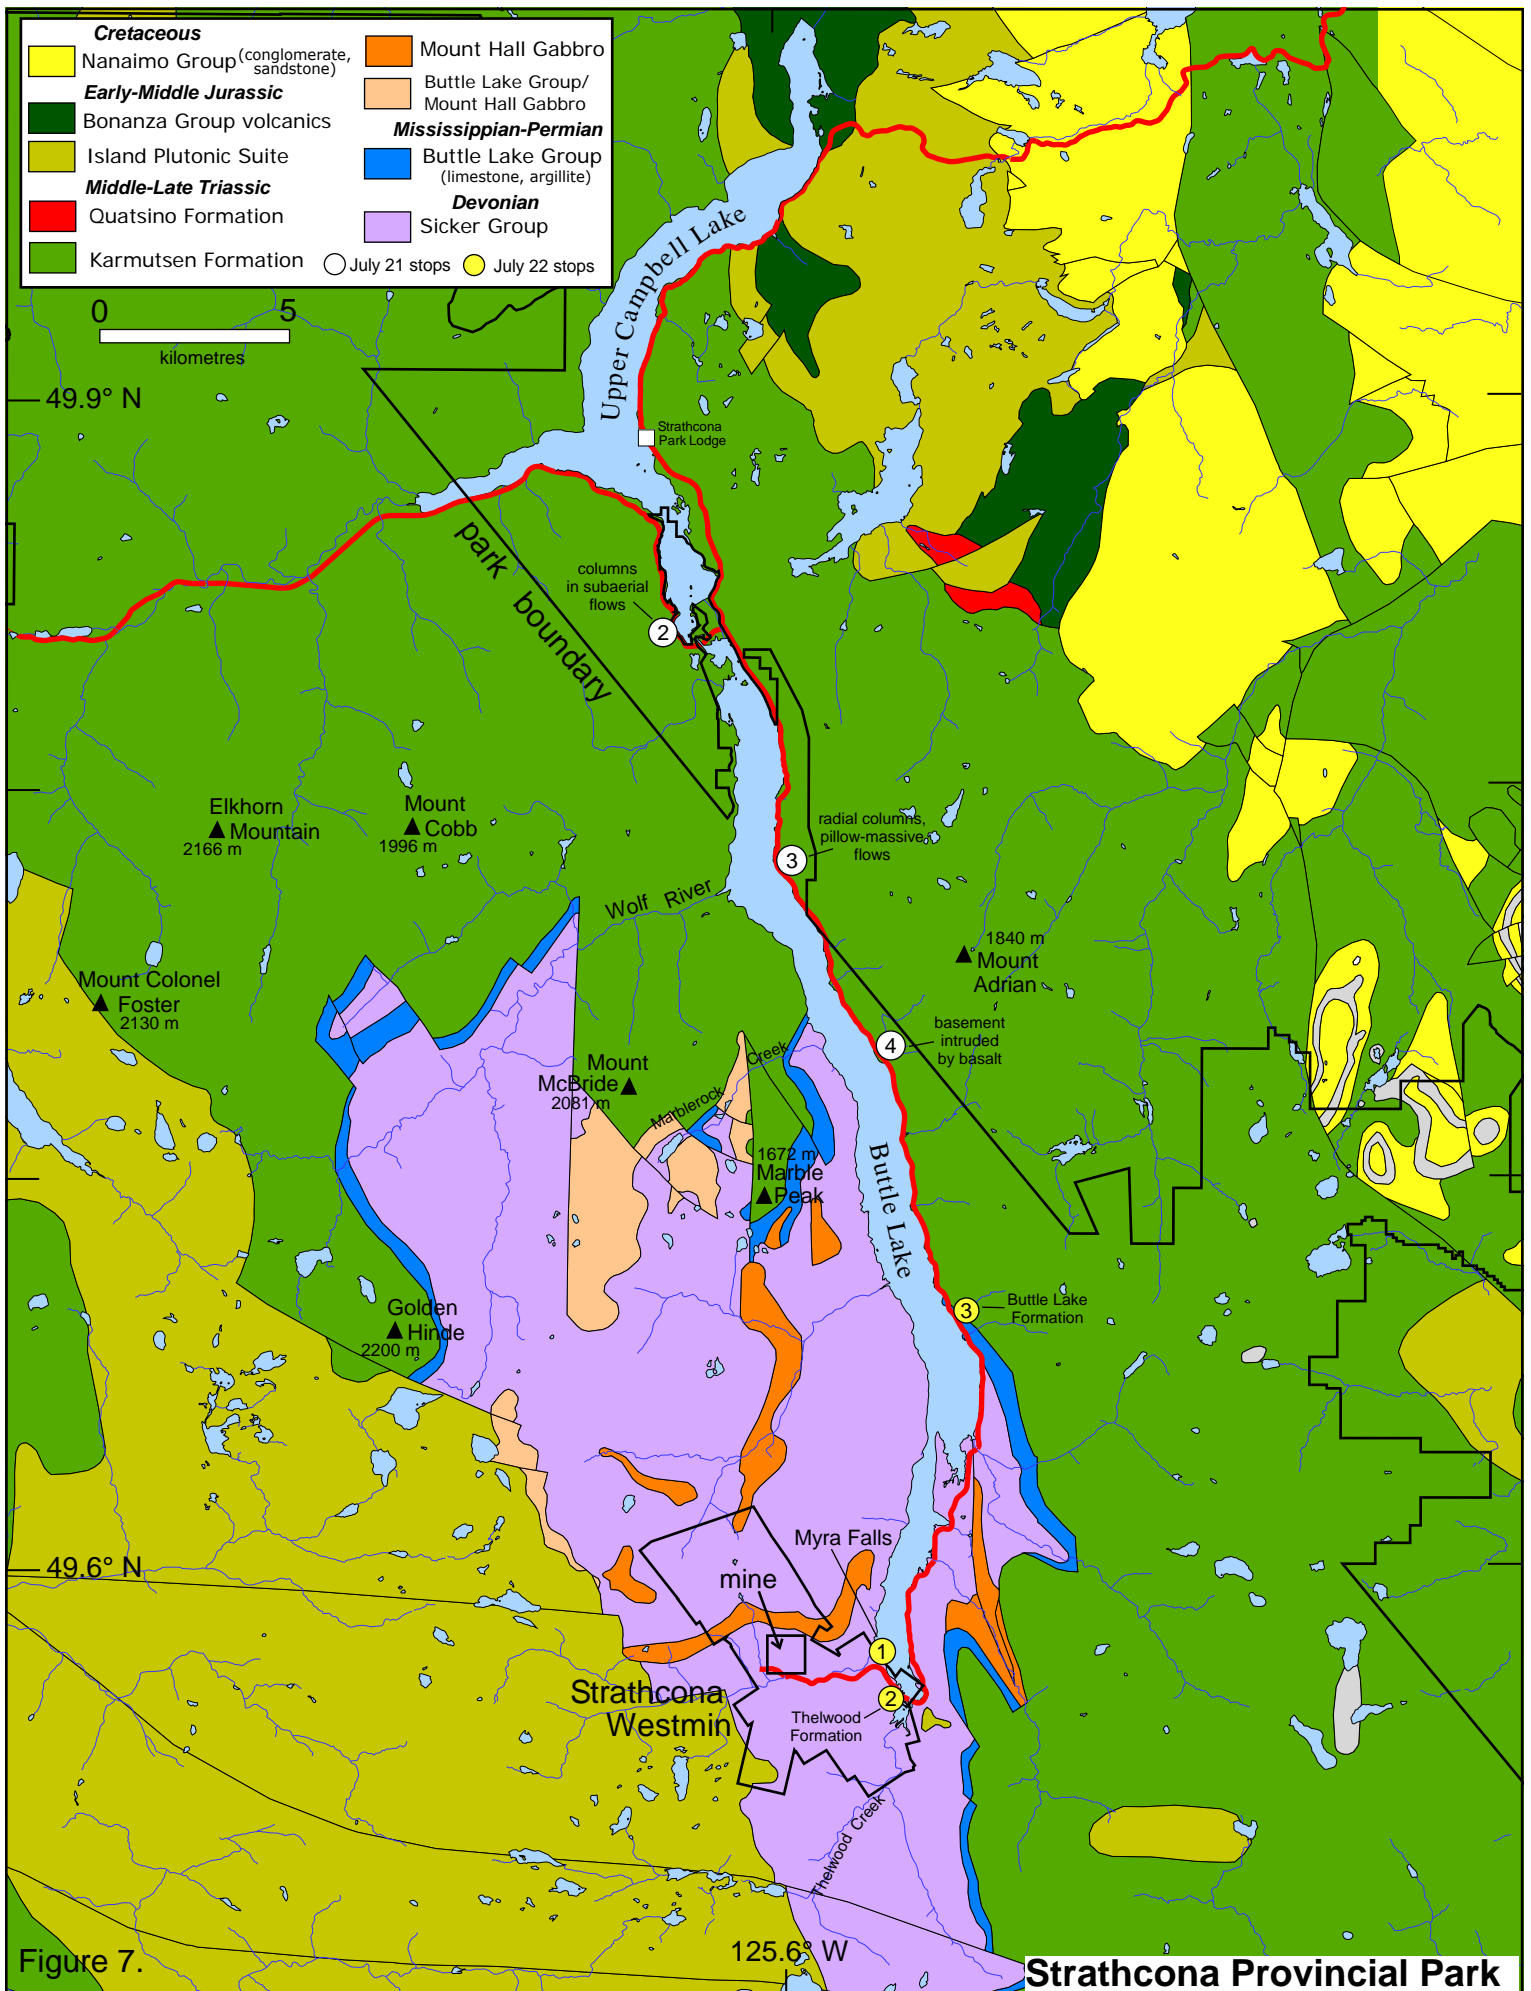 Cretaceous
Nanaimo Group (conglomerate,
sandstone)
Early-Middle Jurassic
Bonanza Group volcanics
Island Plutonic Suite
Middle-Late Triassic
Quatsino Formation
Karmutsen Formation
Mount Hall Gabbro
Buttle Lake Group/
Mount Hall Gabbro
Mississippian-Permian
Buttle Lake Group
(limestone, argillite)
Devonian
Sicker Group
July 21 stops
July 22 stops
0 5
kilometres
49.9° N
Upper Campbell Lake
Strathcona
Park Lodge
park boundary
columns
in subaerial
flows
2
Elkhorn
Mountain
2166 m
Mount
Cobb
1996 m
radial columns,
pillow-massive
flows
3
Wolf River
Mount Colonel
Foster
2130 m
1840 m
Mount
Adrian
basement
intruded
by basalt
4
Mount
McBride
2081 m
Marblerock Creek
1672 m
Marble
Peak
Buttle Lake
Golden
Hinde
2200 m
3
Buttle Lake
Formation
49.6° N
Myra Falls
mine
1
2
Strathcona
Westmin
Thelwood
Formation
Thelwood Creek
125.6° W
Figure 7.
Strathcona Provincial Park